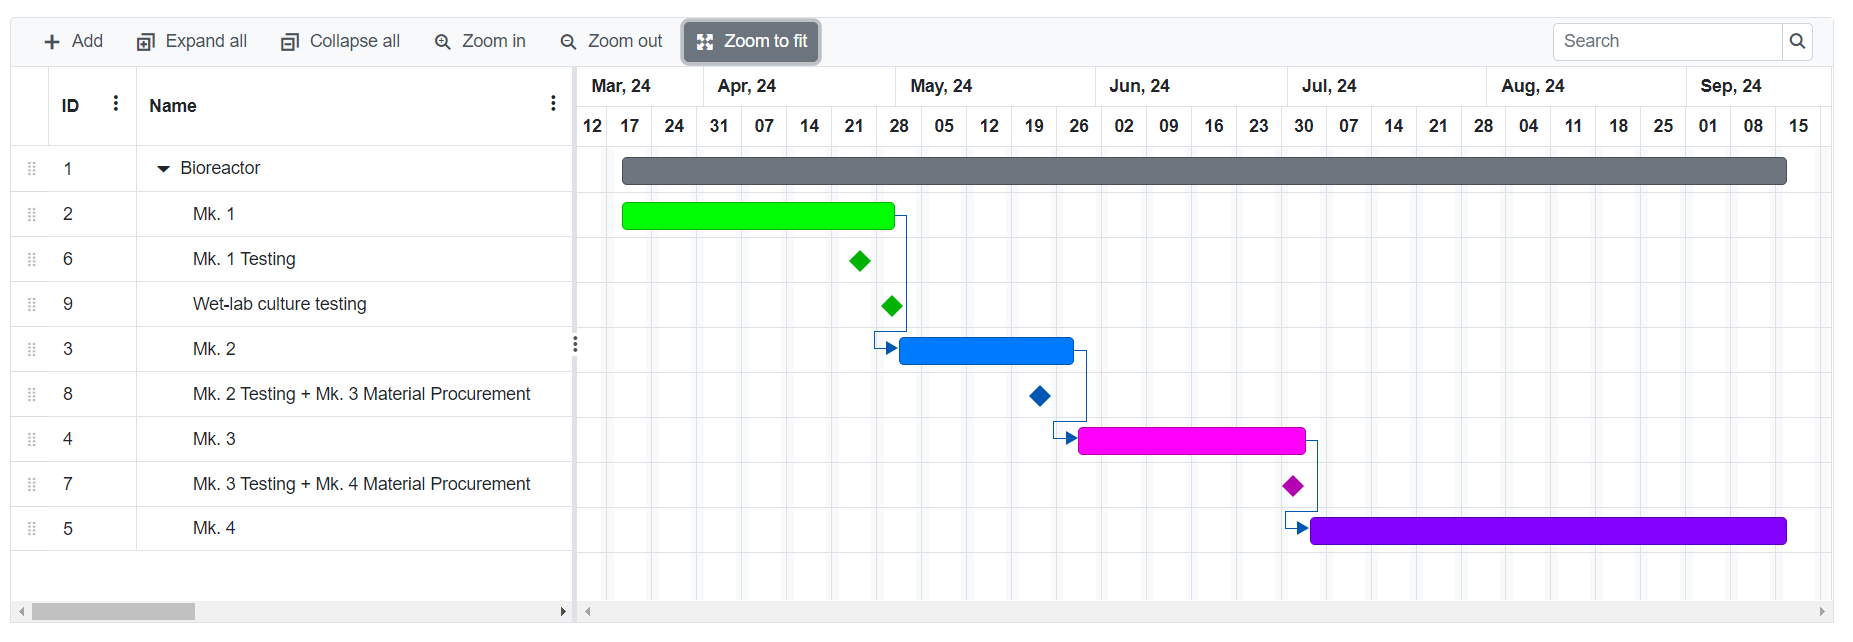 Add Expand all Collapse all Zoom in Zoom out Zoom to fit Search
ID Name
Mar, 24 Apr, 24 May, 24 Jun, 24 Jul, 24 Aug, 24 Sep, 24
12 17 24 31 07 14 21 28 05 12 19 26 02 09 16 23 30 07 14 21 28 04 11 18 25 01 08 15
1 Bioreactor
2 Mk. 1
6 Mk. 1 Testing
9 Wet-lab culture testing
3 Mk. 2
8 Mk. 2 Testing + Mk. 3 Material Procurement
4 Mk. 3
7 Mk. 3 Testing + Mk. 4 Material Procurement
5 Mk. 4